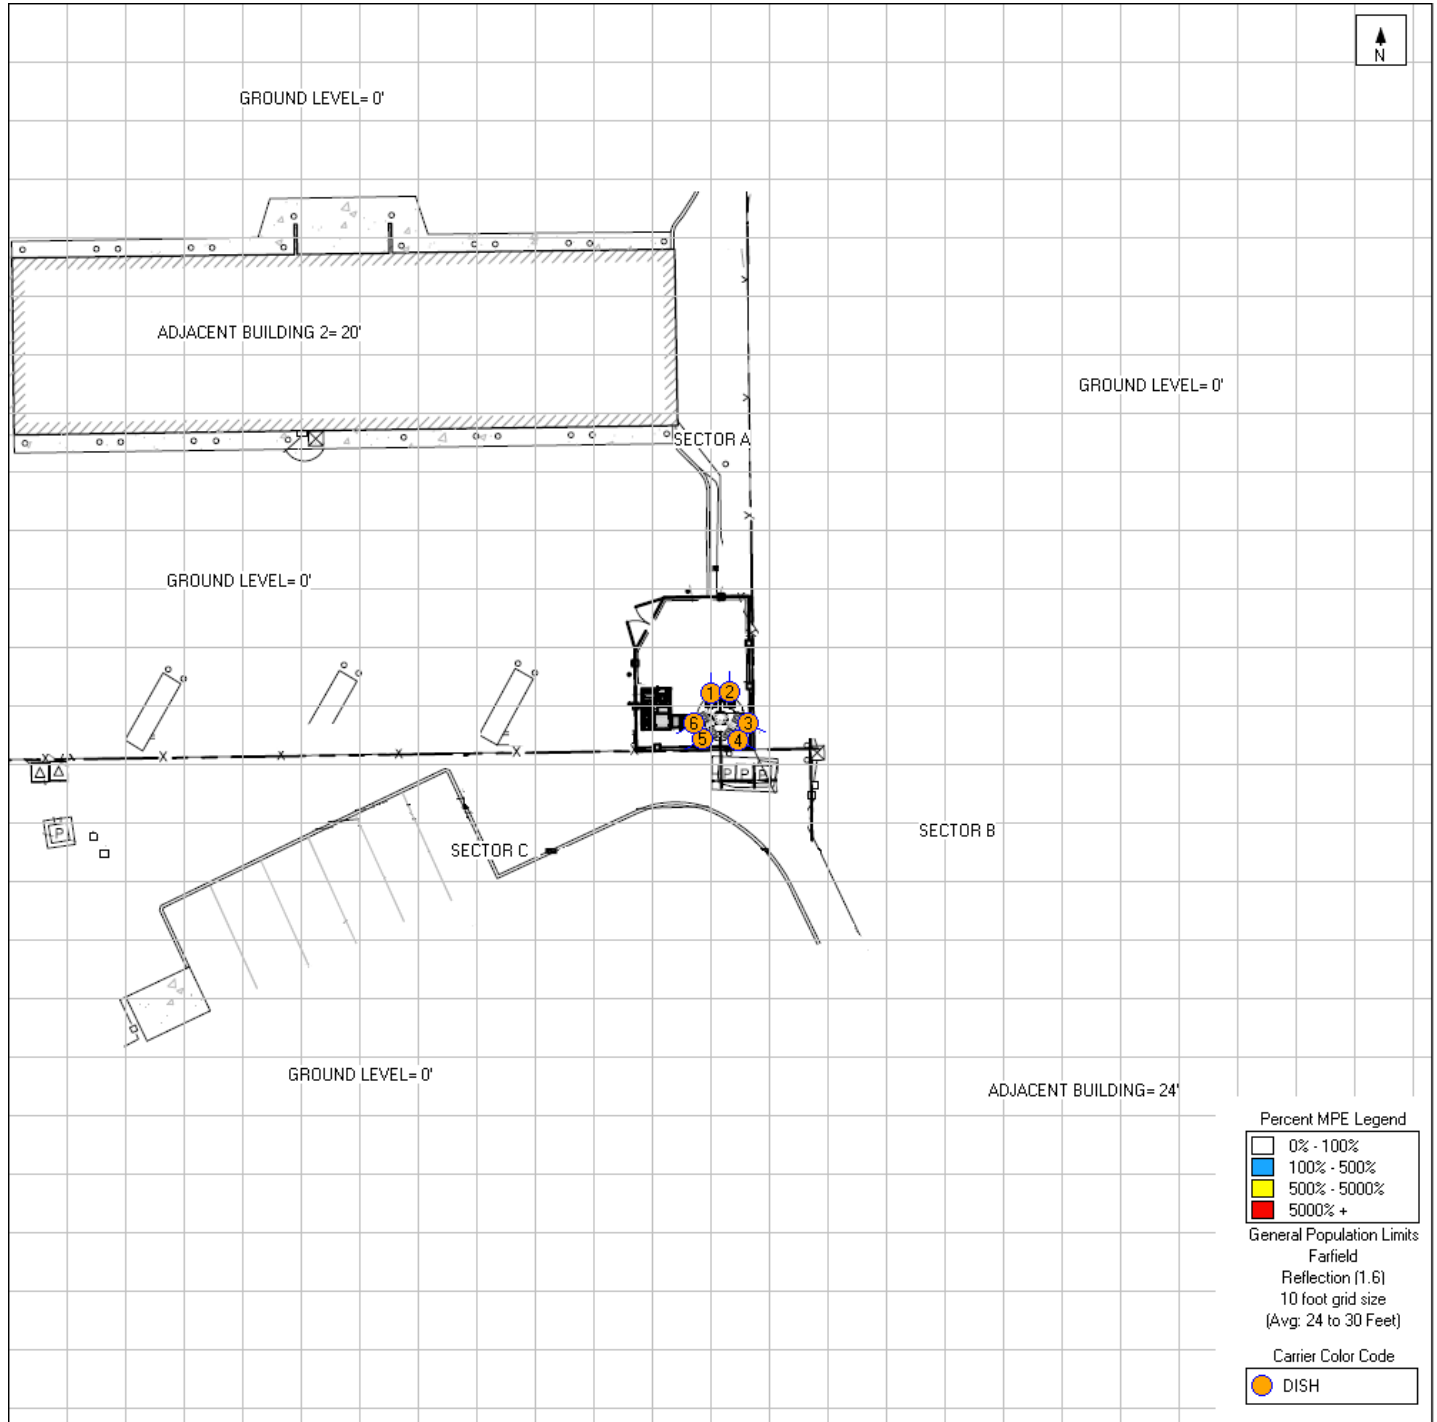 N
GROUND LEVEL= 0'
ADJACENT BUILDING 2= 20'
GROUND LEVEL= 0'
SECTOR A
GROUND LEVEL= 0'
1 2
6 3
5 4
P P P
P
SECTOR B
SECTOR C
GROUND LEVEL= 0'
ADJACENT BUILDING= 24'
Percent MPE Legend
0% - 100%
100% - 500%
500% - 5000%
5000% +
General Population Limits
Farfield
Reflection (1.6)
10 foot grid size
(Avg: 24 to 30 Feet)
Carrier Color Code
DISH